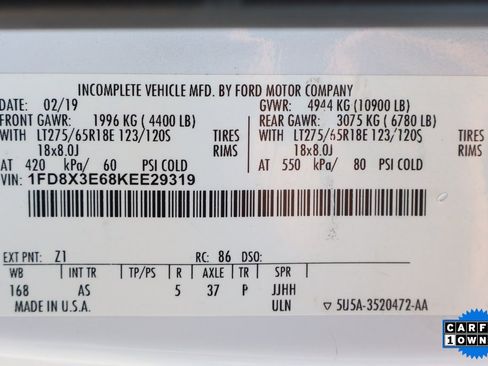 INCOMPLETE VEHICLE MFD. BY FORD MOTOR COMPANY
DATE: 02/19 GVWR: 4944 KG (10900 LB)
FRONT GAWR: 1996 KG ( 4400 LB) REAR GAWR: 3075 KG ( 6780 LB)
WITH LT275/65R18E 123/120S TIRES WITH LT275/65R18E 123/120S TIRES
18x8.0J RIMS 18x8.0J RIMS
AT 420 kPa/ 60 PSI COLD AT 550 kPa/ 80 PSI COLD
VIN: 1FD8X3E68KEE29319
EXT PNT: Z1 RC: 86 DSO:
WB INT TR TP/PS R AXLE TR SPR
168 AS 5 37 P JJHH
MADE IN U.S.A. ULN ▽ 5U5A-3520472-AA
CARF
1 OWN